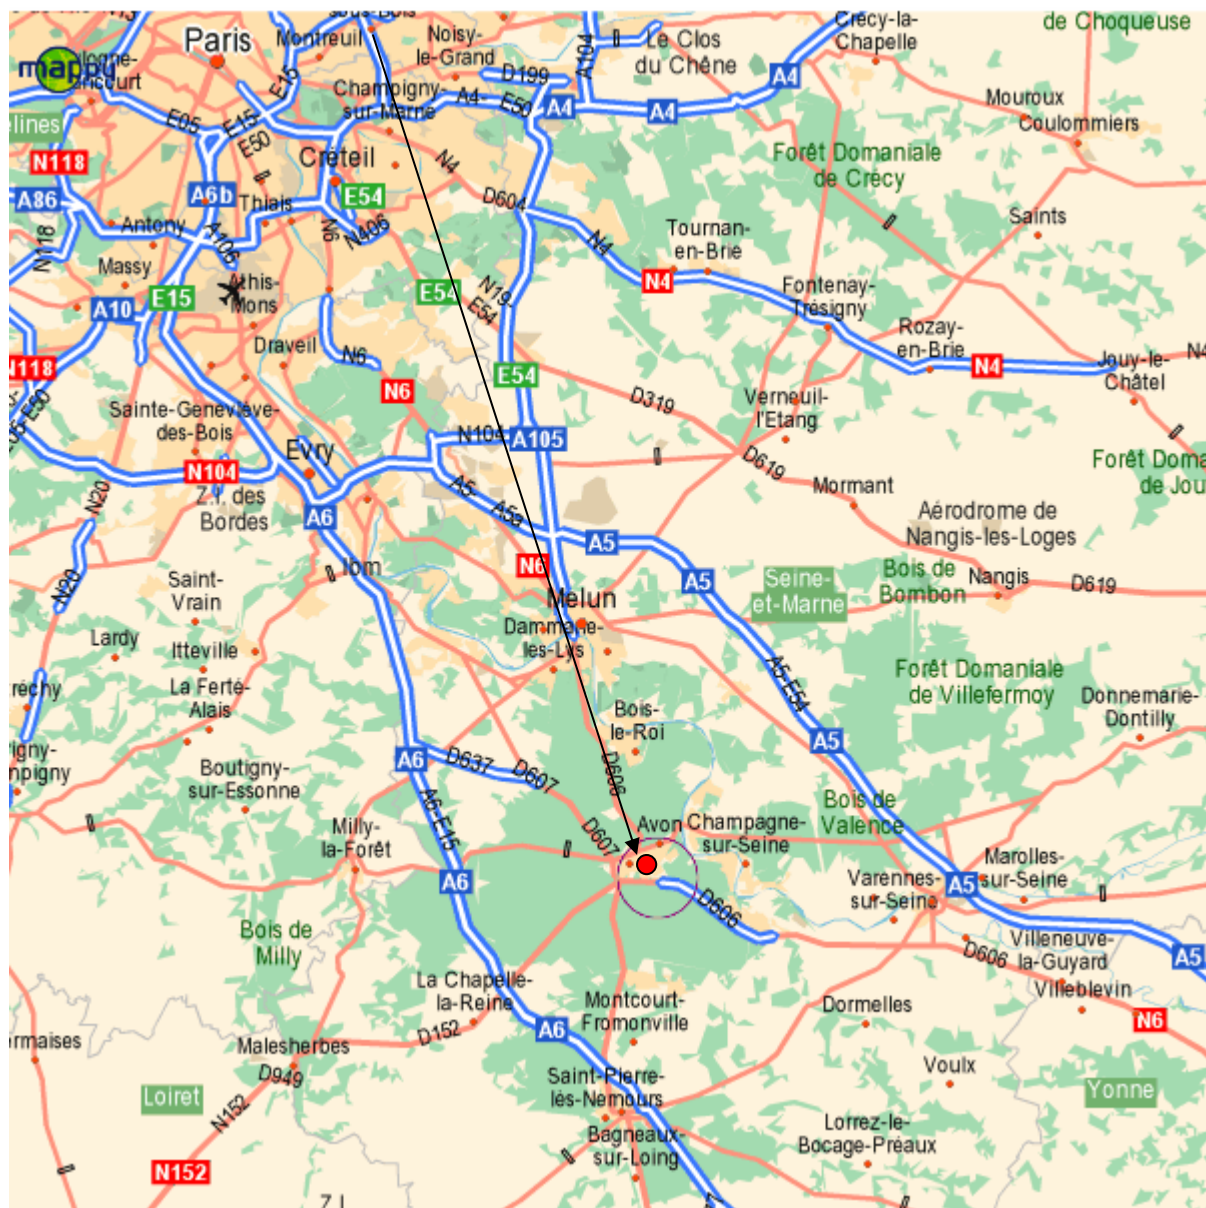 sous-Bois
de Choqueuse
Paris
Montreuil
Noisy-
le-Grand
A104
Le Clos
du Chêne
Crécy-la-
Chapelle
mappy
E15
D199
A4
Champigny-
sur-Marne
A4
E50
A4
A4
Mouroux
Coulommiers
E05
E15
E50
N118
Créteil
N4
Forêt Domaniale
de Crécy
A86
A6b
Thiais
E54
D604
Antony
A106
N6
N406
N4
Tournan-
en-Brie
Saints
N118
Massy
Athis-
Mons
E15
A10
E54
N19-
E54
N4
Fontenay-
Trésigny
Rozay-
en-Brie
N118
Draveil
N6
E54
N4
Jouy-le-
Châtel
N4
N6
D319
Verneuil-
l'Etang
Sainte-Geneviève-
des-Bois
Evry
N104
A105
D619
N104
Z.I. des
Bordes
N20
A6
A5-
A5a
A5
Mormant
Aérodrome de
Nangis-les-Loges
N20
Saint-
Vrain
N6
A5
Seine-
et-Marne
Bois de
Bombon
Nangis
D619
Melun
Dammarie-
les-Lys
Lardy
Itteville
La Ferté-
Alais
A5-E54
Forêt Domaniale
de Villefermoy
Donnemarie-
Dontilly
Bois-
le-Roi
A5
A6
D637
D607
D606
Boutigny-
sur-Essonne
A6-E15
Bois de
Valence
Milly-
la-Forêt
D607
Avon
Champagne-
sur-Seine
A6
Varennes-
sur-Seine
A5
Marolles-
sur-Seine
D606
Bois de
Milly
D606
Villeneuve-
la-Guyard
A5
La Chapelle-
la-Reine
Montcourt-
Fromonville
Dormelles
Villeblevin
N6
D152
A6
Malesherbes
D949
Saint-Pierre-
lès-Nemours
Voulx
Loiret
N152
Yonne
Bagneaux-
sur-Loing
Lorrez-le-
Bocage-Préaux
N152